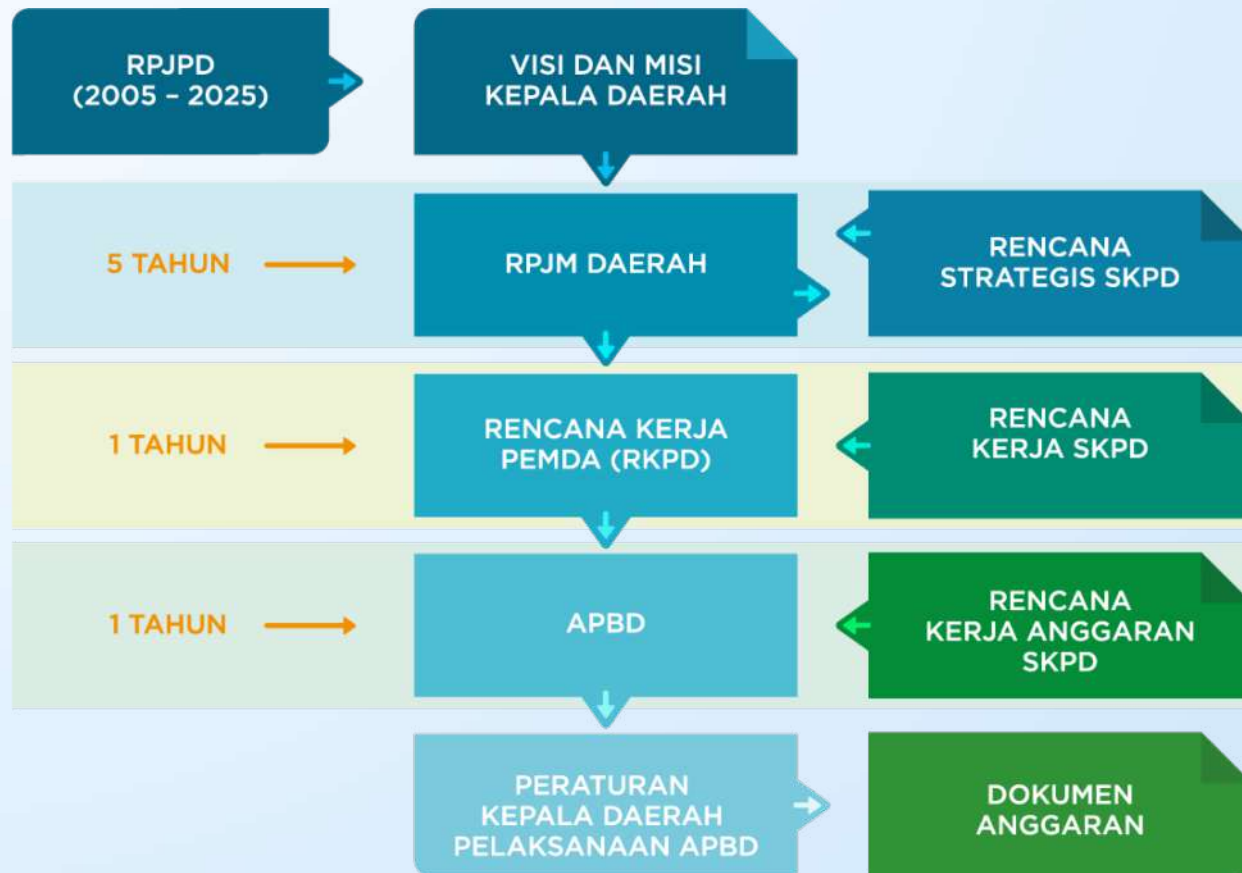 RPJPD
(2005 – 2025)
VISI DAN MISI
KEPALA DAERAH
5 TAHUN
RPJM DAERAH
RENCANA
STRATEGIS SKPD
1 TAHUN
RENCANA KERJA
PEMDA (RKPD)
RENCANA
KERJA SKPD
1 TAHUN
APBD
RENCANA
KERJA ANGGARAN
SKPD
PERATURAN
KEPALA DAERAH
PELAKSANAAN APBD
DOKUMEN
ANGGARAN